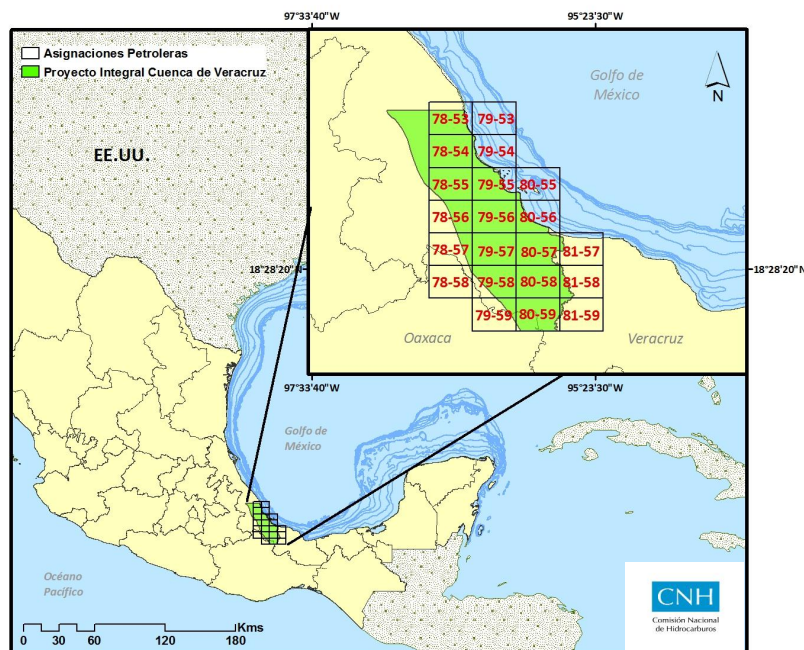 97°33'40"W
95°23'30"W
Asignaciones Petroleras
Proyecto Integral Cuenca de Veracruz
EE.UU.
Golfo de
México
N
78-53 79-53
78-54 79-54
78-55 79-55 80-55
78-56 79-56 80-56
78-57 79-57 80-57 81-57
78-58 79-58 80-58 81-58
79-59 80-59 81-59
18°28'20"N
18°28'20"N
Oaxaca
Veracruz
97°33'40"W
95°23'30"W
Golfo de
México
Océano
Pacífico
Kms
0 30 60 120 180
CNH
Comisión Nacional
de Hidrocarburos